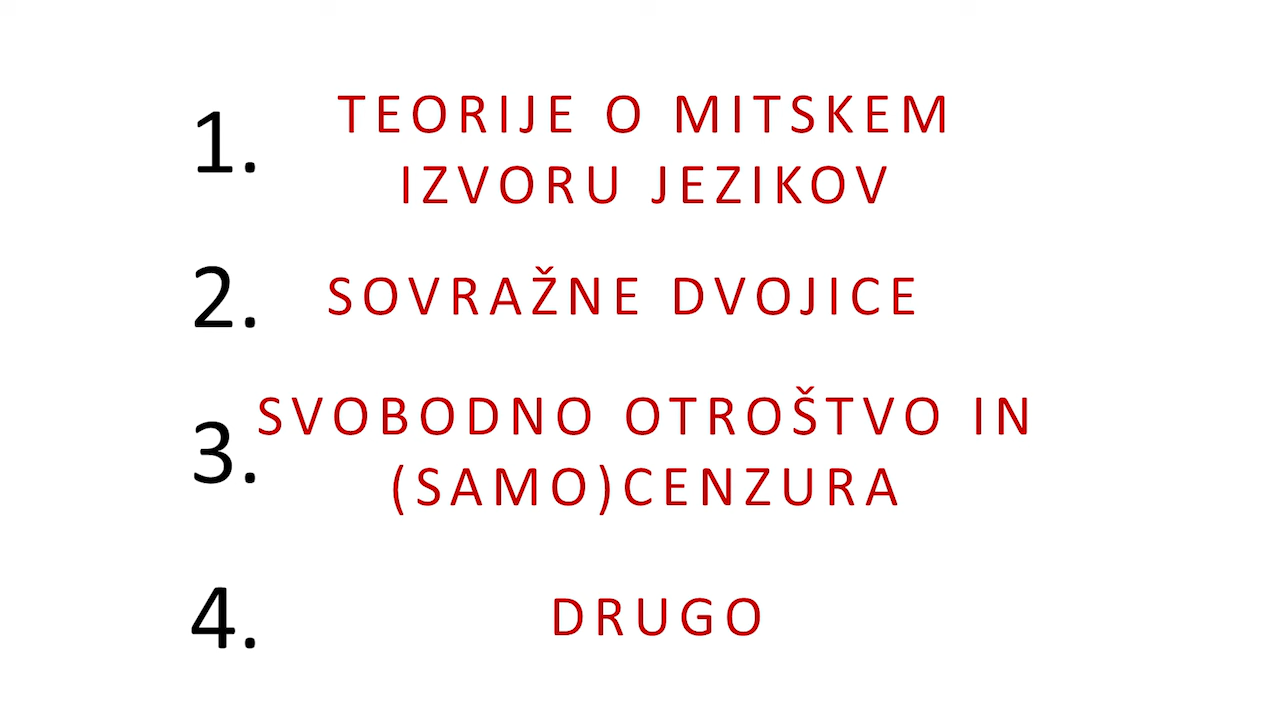 1. TEORIJE O MITSKEM
IZVORU JEZIKOV
2. SOVRAŽNE DVOJICE
3. SVOBODNO OTROŠTVO IN
(SAMO)CENZURA
4. DRUGO